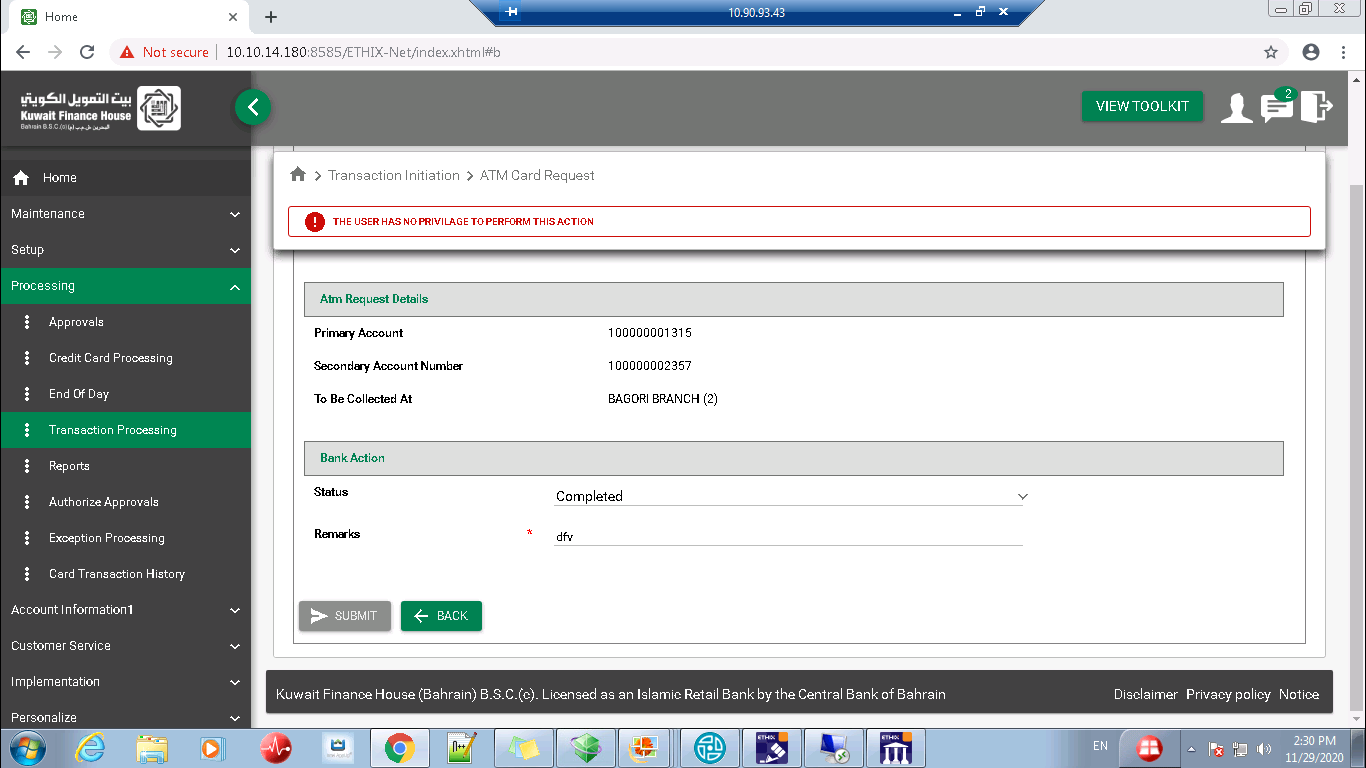 Home
10.90.93.43
Not secure
10.10.14.180:8585/ETHIX-Net/index.xhtml#b
بيت التمويل الكويتي
Kuwait Finance House
Bahrain B.S.C.(c)
VIEW TOOLKIT
2
Home
Maintenance
Setup
Processing
Approvals
Credit Card Processing
End Of Day
Transaction Processing
Reports
Authorize Approvals
Exception Processing
Card Transaction History
Account Information1
Customer Service
Implementation
Personalize
Transaction Initiation
ATM Card Request
THE USER HAS NO PRIVILAGE TO PERFORM THIS ACTION
Atm Request Details
Primary Account 100000001315
Secondary Account Number 100000002357
To Be Collected At BAGORI BRANCH (2)
Bank Action
Status Completed
Remarks * dfv
SUBMIT
BACK
Kuwait Finance House (Bahrain) B.S.C.(c). Licensed as an Islamic Retail Bank by the Central Bank of Bahrain
Disclaimer Privacy policy Notice
ETHIX
ETHIX
EN
2:30 PM
11/29/2020